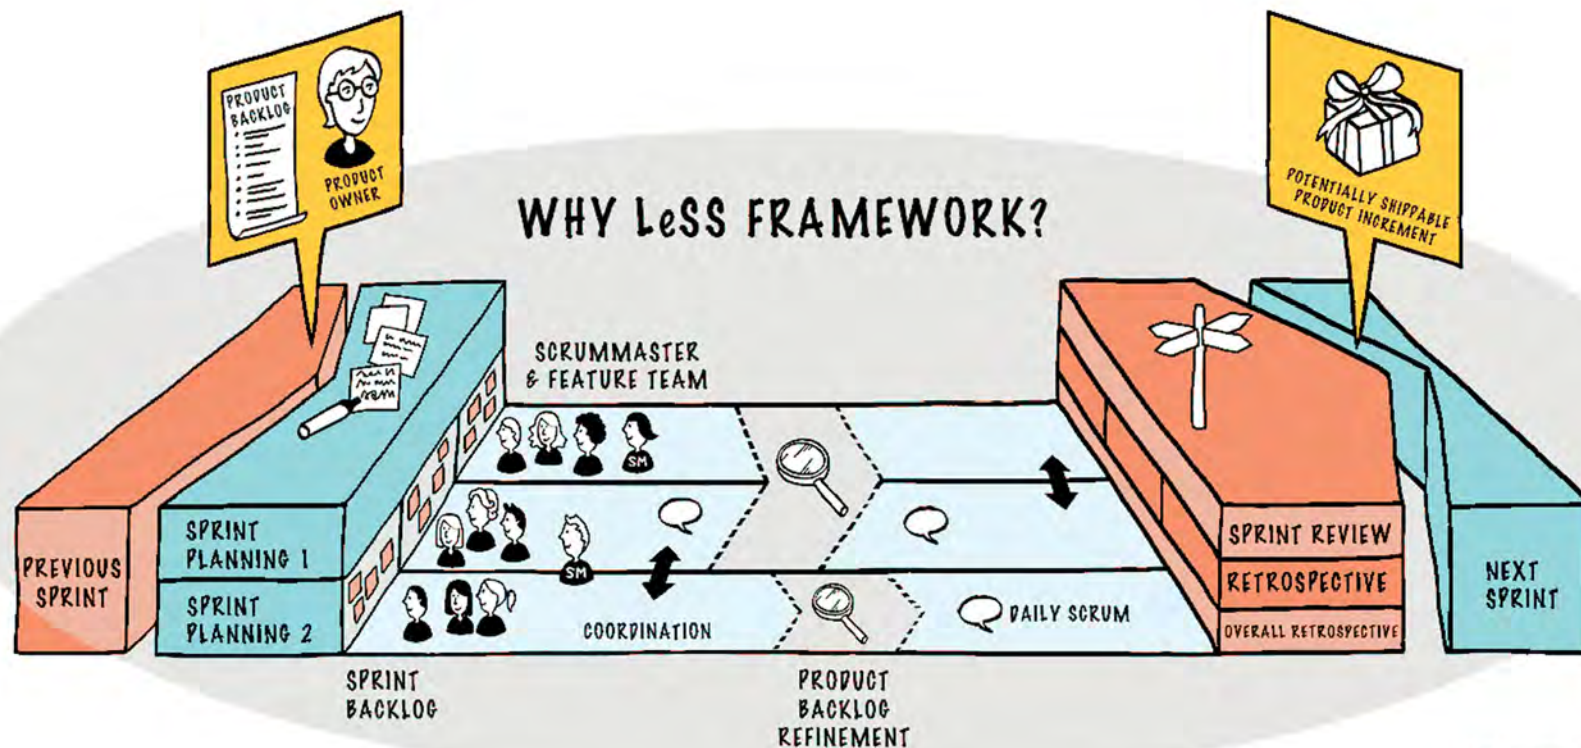 PRODUCT
BACKLOG
PRODUCT
OWNER
WHY LeSS FRAMEWORK?
POTENTIALLY SHIPPABLE
PRODUCT INCREMENT
SCRUMMASTER
& FEATURE TEAM
SM
SM
SPRINT
PLANNING 1
SPRINT
PLANNING 2
PREVIOUS
SPRINT
COORDINATION
DAILY SCRUM
SPRINT REVIEW
RETROSPECTIVE
OVERALL RETROSPECTIVE
NEXT
SPRINT
SPRINT
BACKLOG
PRODUCT
BACKLOG
REFINEMENT